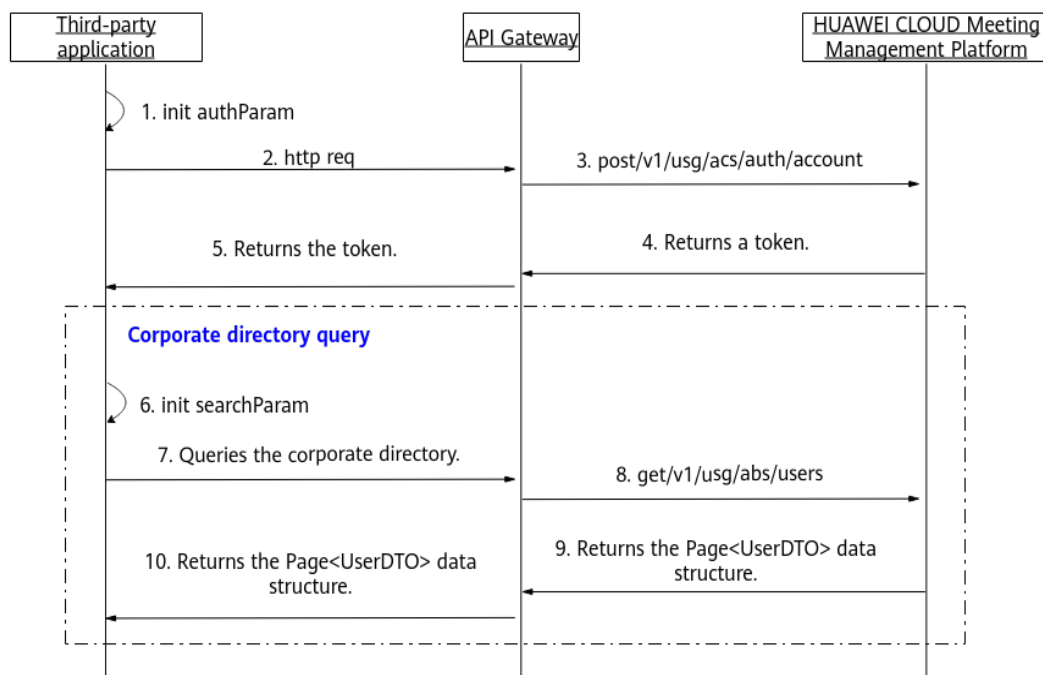 Third-party
application
API Gateway
HUAWEI CLOUD Meeting
Management Platform
1. init authParam
2. http req
3. post/v1/usg/acs/auth/account
4. Returns a token.
5. Returns the token.
Corporate directory query
6. init searchParam
7. Queries the corporate directory.
8. get/v1/usg/abs/users
9. Returns the Page<UserDTO> data
structure.
10. Returns the Page<UserDTO> data
structure.